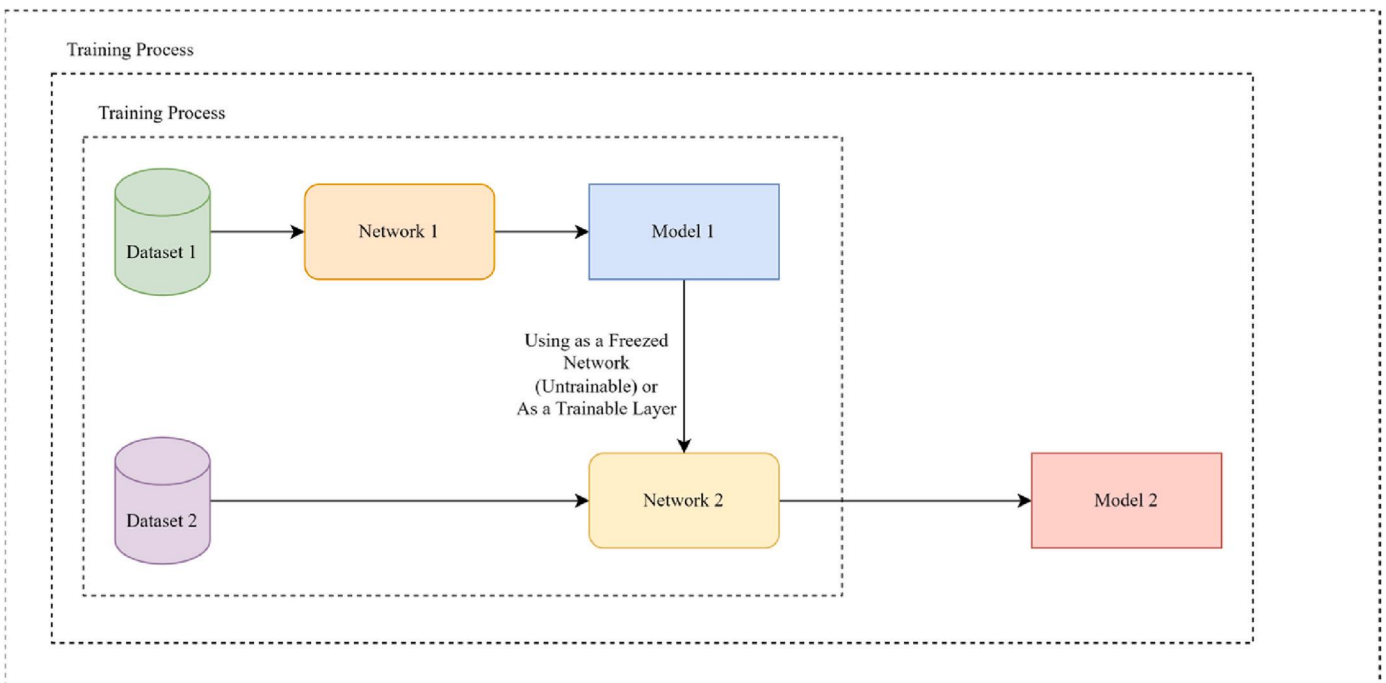 Training Process
Training Process
Dataset 1
Network 1
Model 1
Using as a Freezed
Network
(Untrainable) or
As a Trainable Layer
Dataset 2
Network 2
Model 2